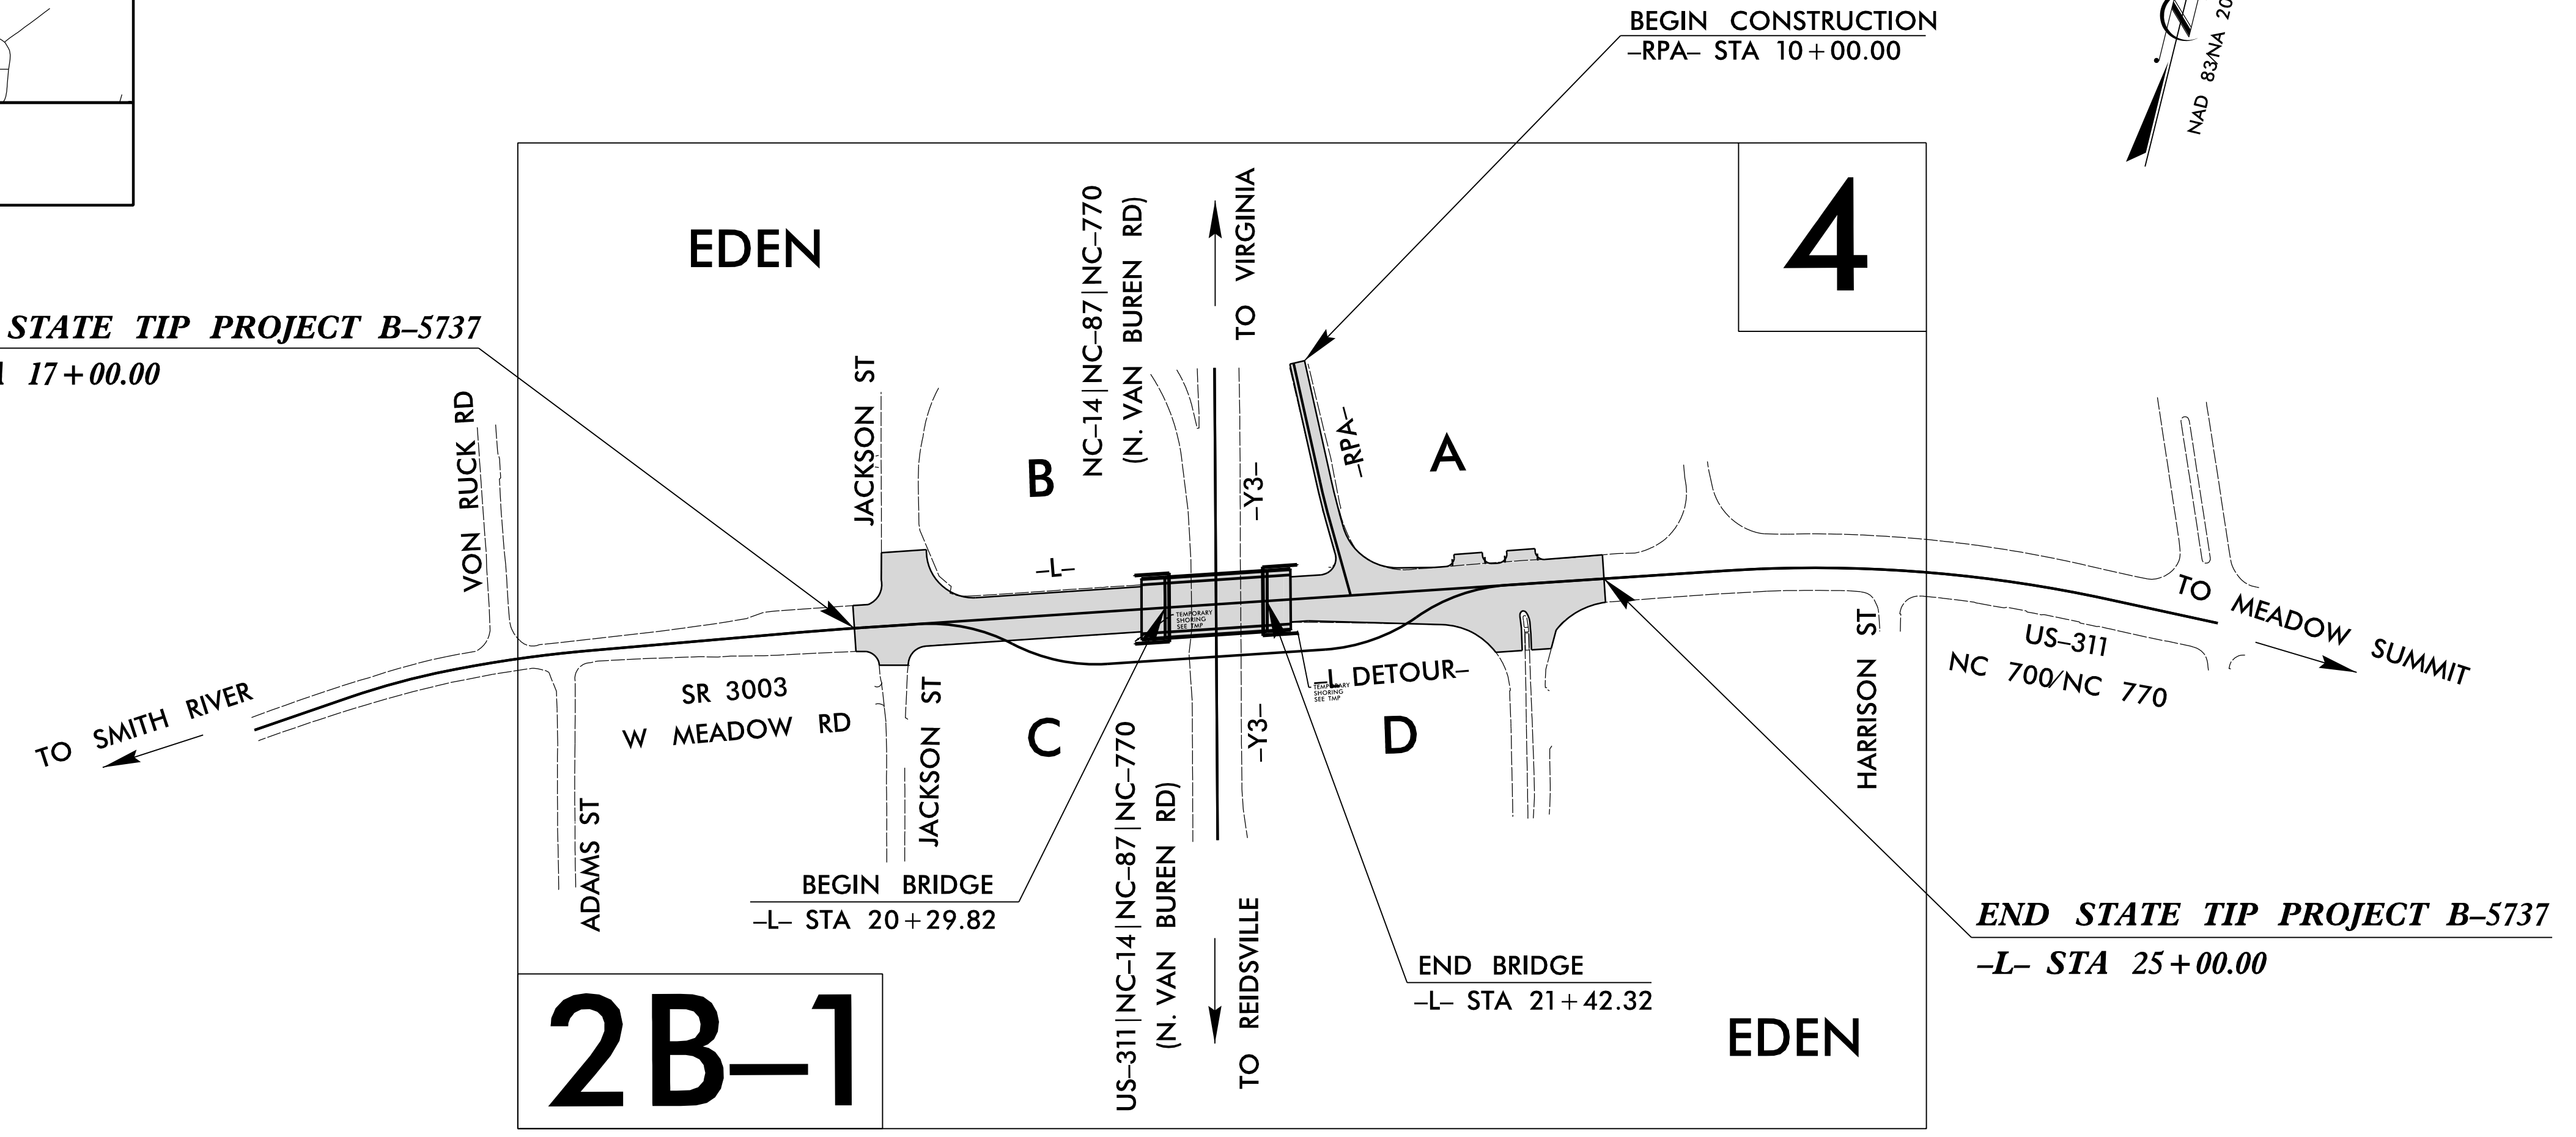 BEGIN CONSTRUCTION
–RPA– STA 10+00.00
NAD 83/NA 20
4
EDEN
NC–14|NC–87|NC–770
(N. VAN BUREN RD)
TO VIRGINIA
STATE TIP PROJECT B–5737
17+00.00
VON RUCK RD
JACKSON ST
B
–Y3–
–RPA–
A
–L–
TEMPORARY
SHORING
SEE TMP
TO MEADOW SUMMIT
US–311
NC 700/NC 770
HARRISON ST
–L DETOUR–
TEMPORARY
SHORING
SEE TMP
TO SMITH RIVER
SR 3003
W MEADOW RD
JACKSON ST
C
–Y3–
D
ADAMS ST
BEGIN BRIDGE
–L– STA 20+29.82
US–311|NC–14|NC–87|NC–770
(N. VAN BUREN RD)
TO REIDSVILLE
END BRIDGE
–L– STA 21+42.32
END STATE TIP PROJECT B–5737
–L– STA 25+00.00
EDEN
2B–1